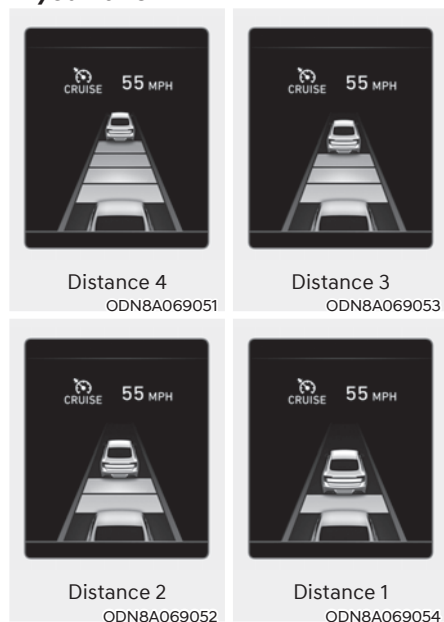 CRUISE 55 MPH
Distance 4
ODN8A069051
CRUISE 55 MPH
Distance 3
ODN8A069053
CRUISE 55 MPH
Distance 2
ODN8A069052
CRUISE 55 MPH
Distance 1
ODN8A069054